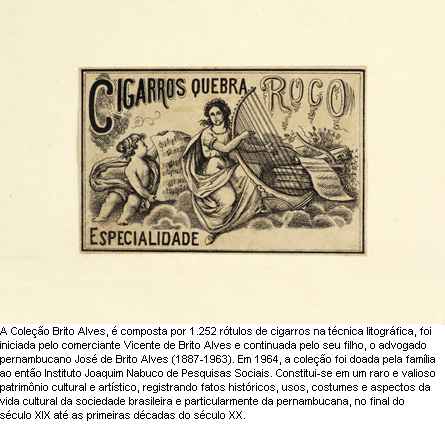 CIGARROS QUEBRA ROÇO
ESPECIALIDADE
A Coleção Brito Alves, é composta por 1.252 rótulos de cigarros na técnica litográfica, foi
iniciada pelo comerciante Vicente de Brito Alves e continuada pelo seu filho, o advogado
pernambucano José de Brito Alves (1887-1963). Em 1964, a coleção foi doada pela família
ao então Instituto Joaquim Nabuco de Pesquisas Sociais. Constitui-se em um raro e valioso
patrimônio cultural e artístico, registrando fatos históricos, usos, costumes e aspectos da
vida cultural da sociedade brasileira e particularmente da pernambucana, no final do
século XIX até as primeiras décadas do século XX.